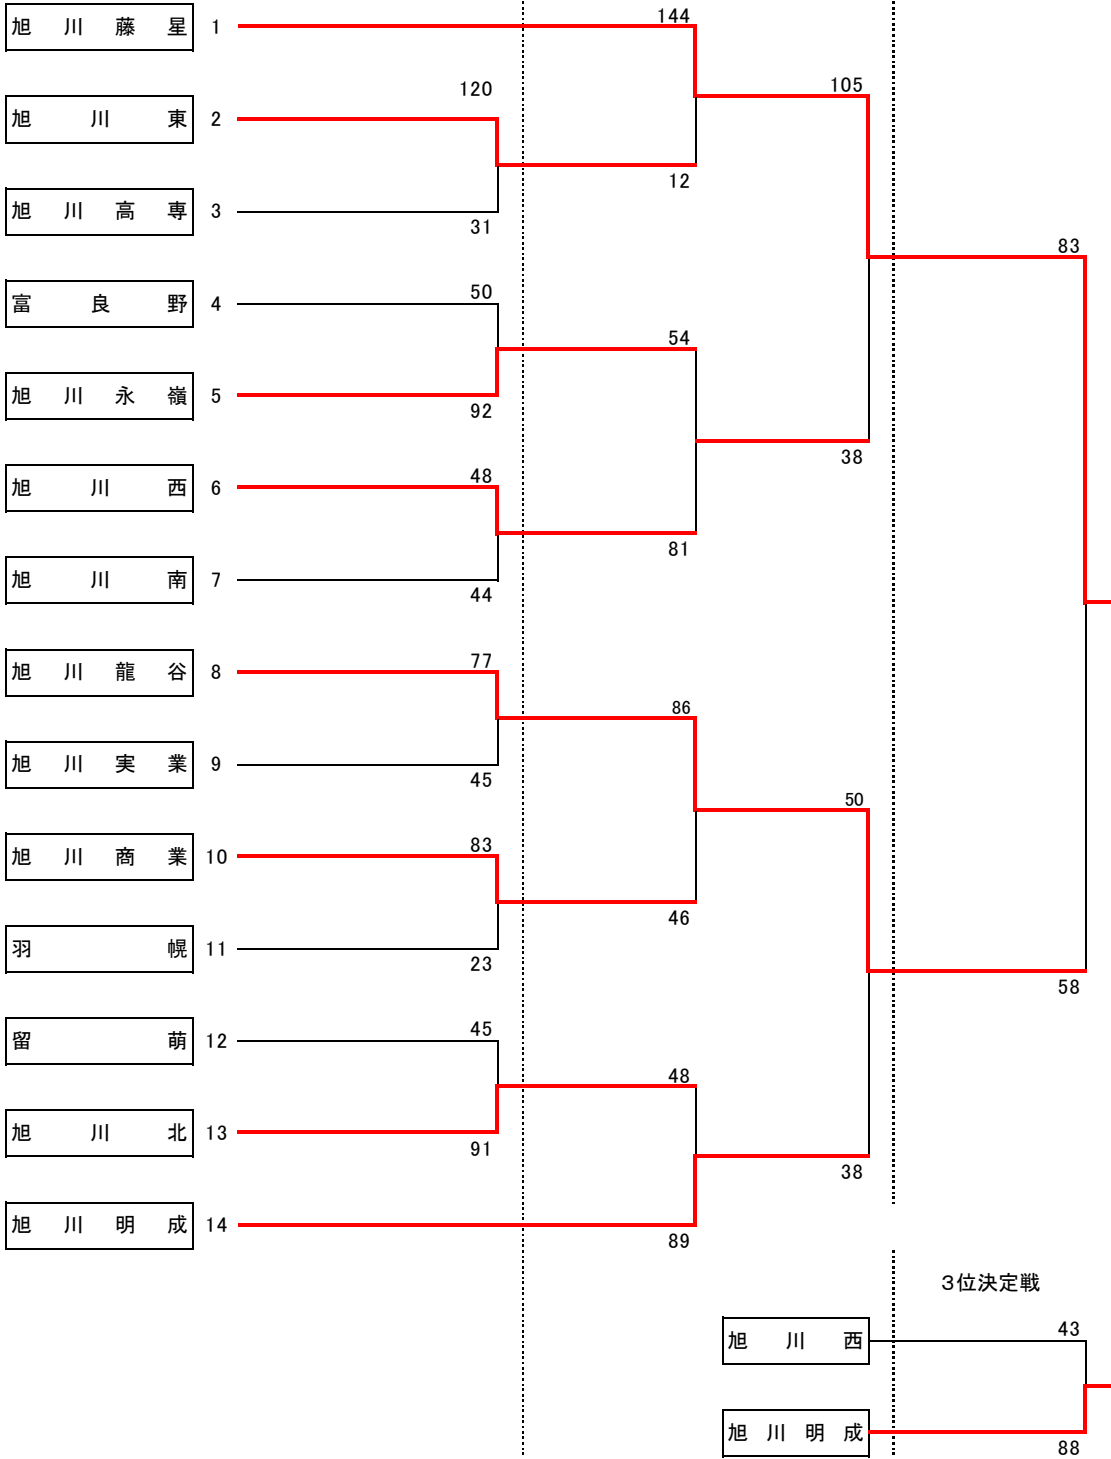 旭川藤星 1 144
105
120
旭川東 2
12
旭川高専 3
31
83
富良野 4 50
54
旭川永嶺 5
92
38
旭川西 6 48
81
旭川南 7
44
旭川龍谷 8 77
86
旭川実業 9
45
50
旭川商業 10 83
46
羽幌 11
23
58
留萌 12 45
48
旭川北 13
91
38
旭川明成 14
89
3位決定戦
旭川西 43
旭川明成
88